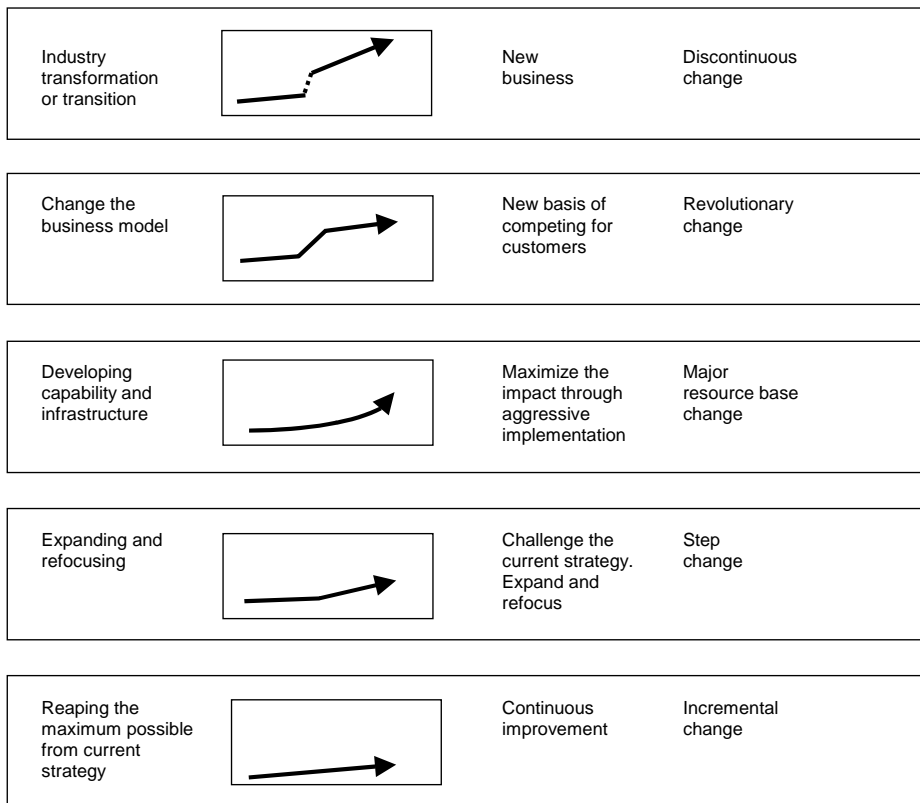 Industry
transformation
or transition
New
business
Discontinuous
change
Change the
business model
New basis of
competing for
customers
Revolutionary
change
Developing
capability and
infrastructure
Maximize the
impact through
aggressive
implementation
Major
resource base
change
Expanding and
refocusing
Challenge the
current strategy.
Expand and
refocus
Step
change
Reaping the
maximum possible
from current
strategy
Continuous
improvement
Incremental
change